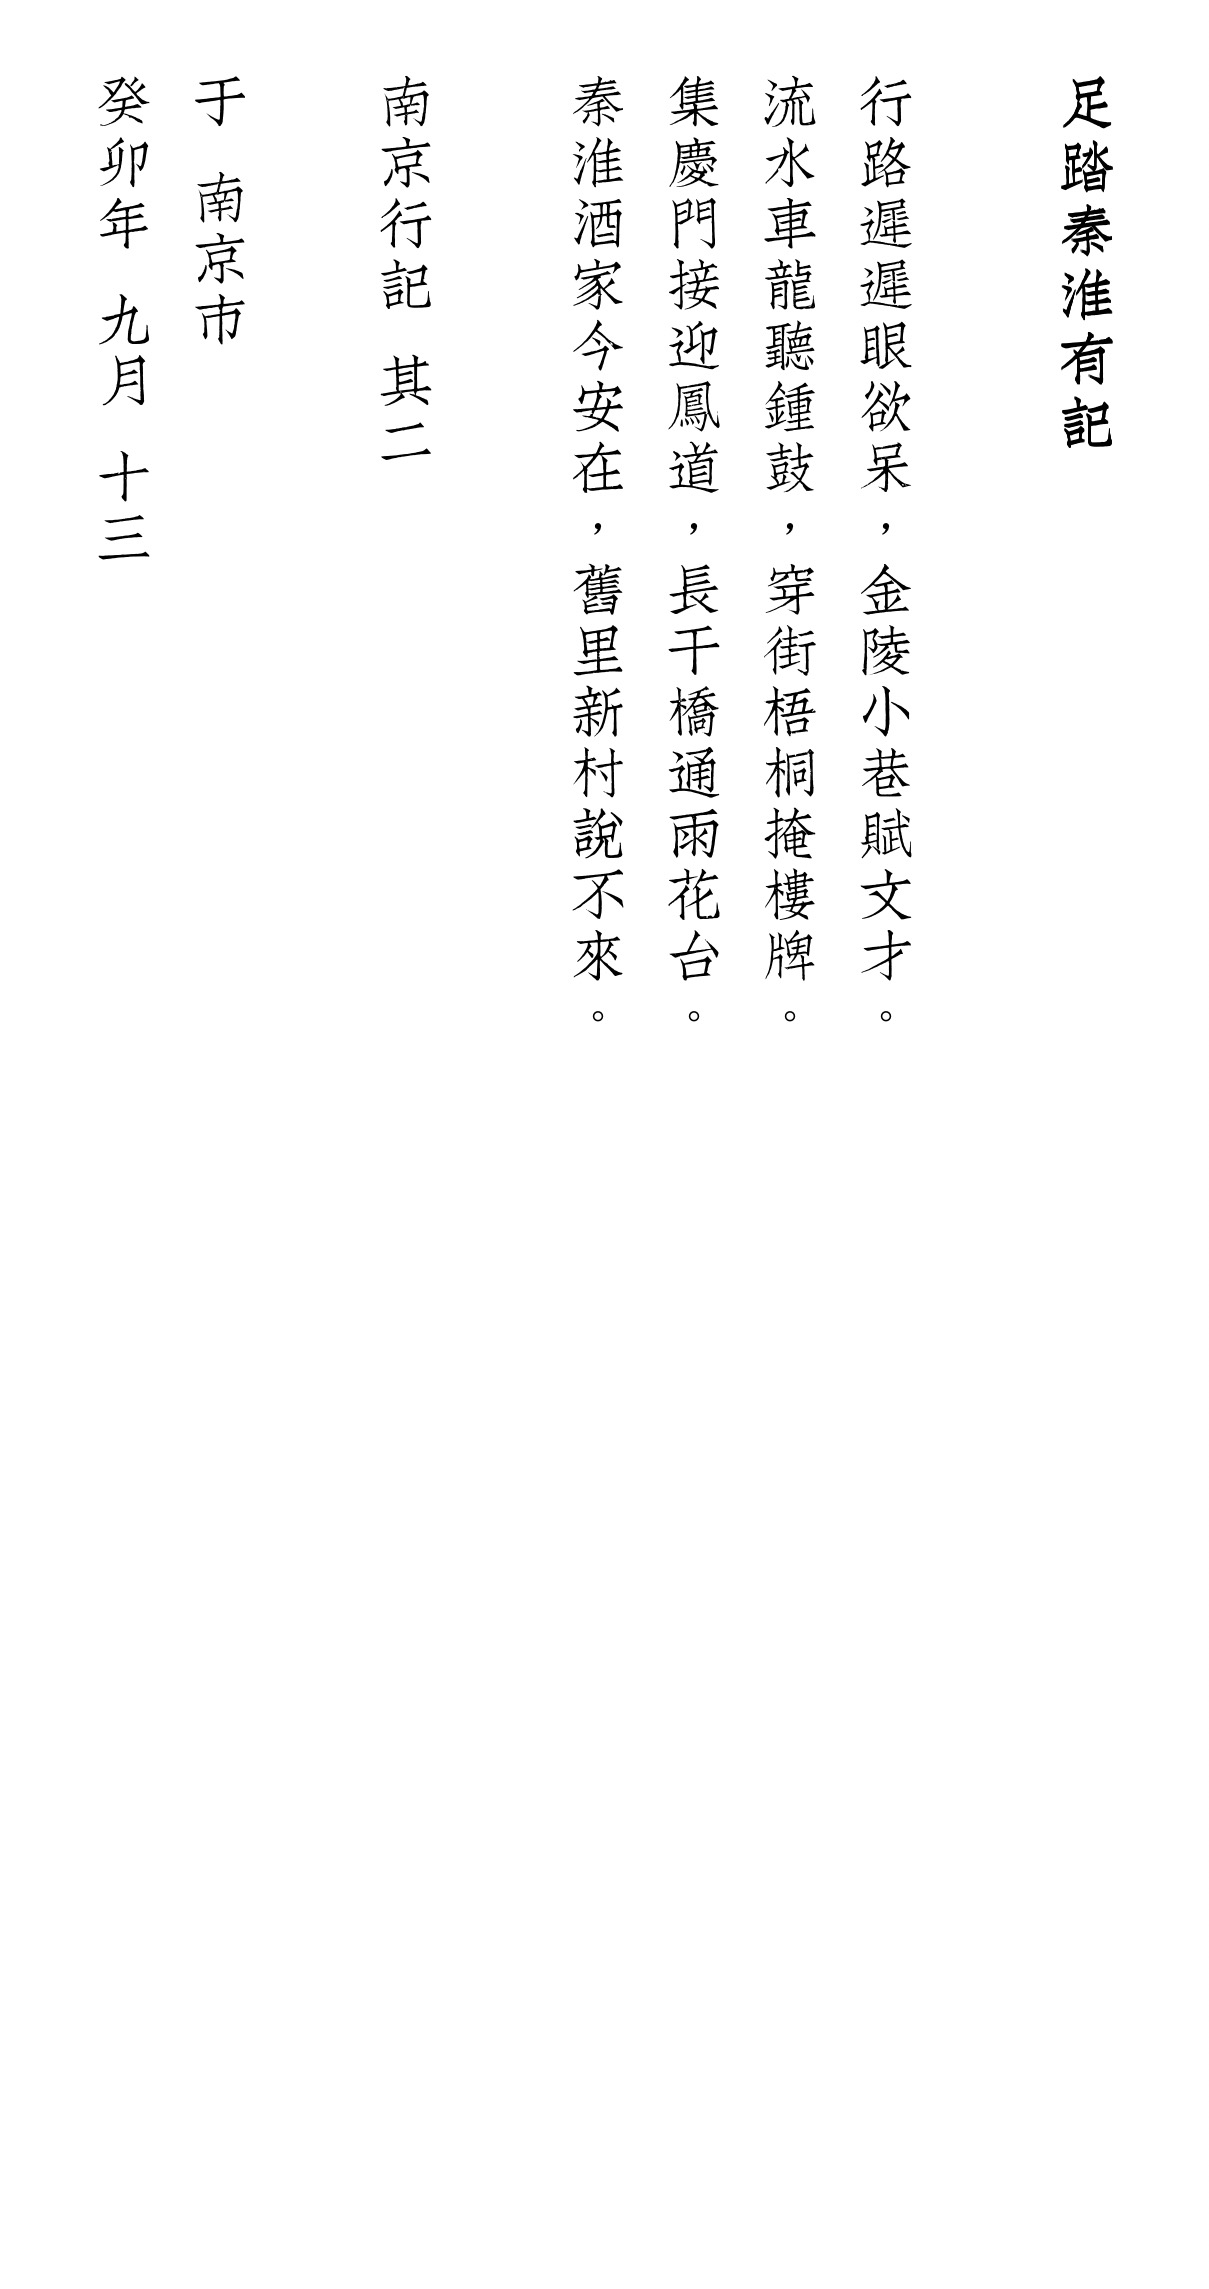 足踏秦淮有記
行路遲遲眼欲呆，金陵小巷賦文才。
流水車龍聽鍾鼓，穿街梧桐掩樓牌。
集慶門接迎鳳道，長干橋通雨花台。
秦淮酒家今安在，舊里新村說不來。
南京行記　其二
于　南京市
癸卯年　九月　十三